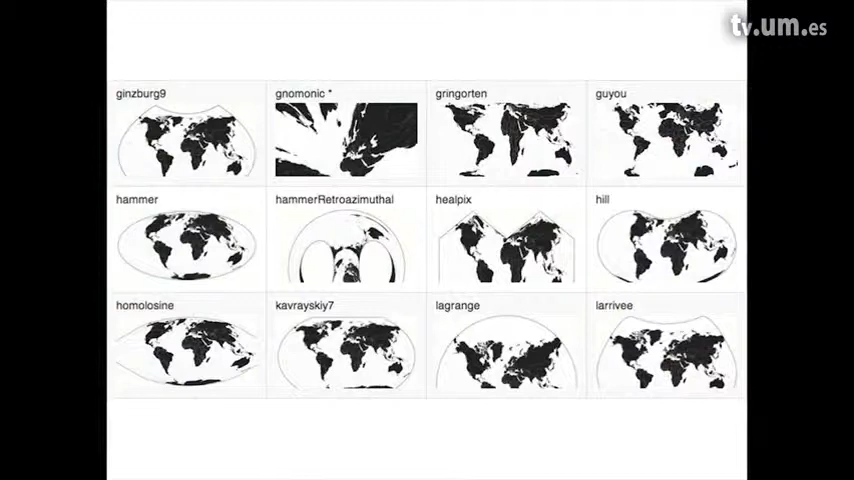 tv.um.es
ginzburg9
gnomonic *
gringorten
guyou
hammer
hammerRetroazimuthal
healpix
hill
homolosine
kavrayskiy7
lagrange
larrivee